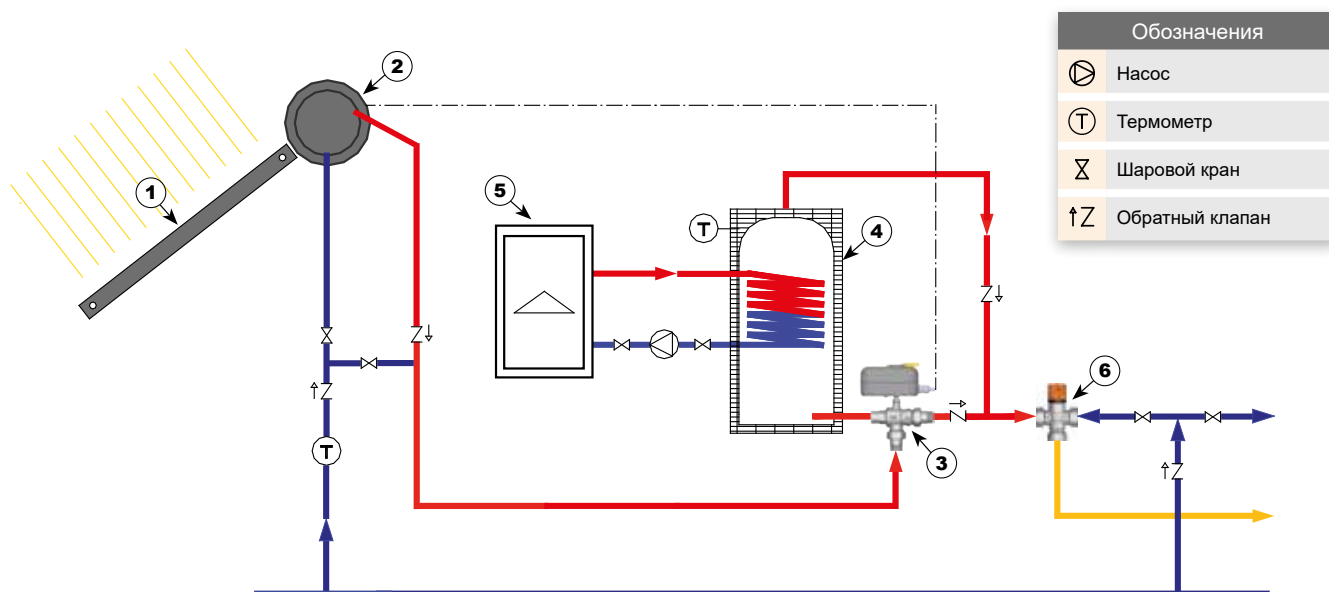 Обозначения
Насос
T Термометр
Шаровой кран
Обратный клапан
2
1
5
T
4
6
3
T